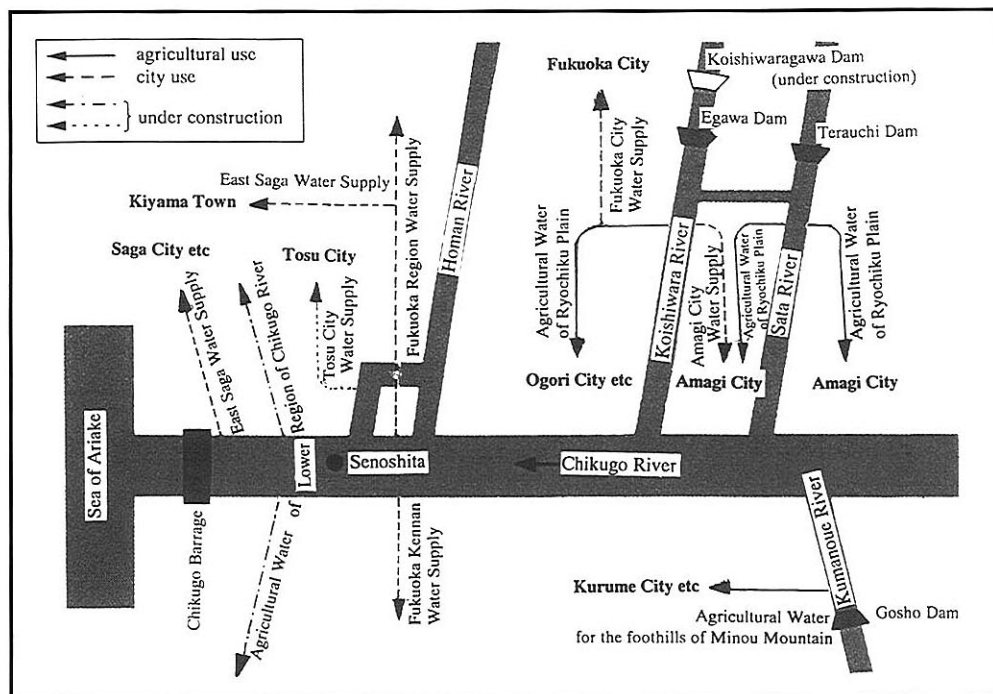 agricultural use
city use
under construction
Fukuoka City
Koishiwaragawa Dam
(under construction)
Egawa Dam
Terauchi Dam
Fukuoka City
Water Supply
East Saga Water Supply
Kiyama Town
Fukuoka Region Water Supply
Homan River
Saga City etc
Tosu City
East Saga Water Supply
Agricultural Water of Lower Region of Chikugo River
Tosu City
Water Supply
Agricultural Water
of Ryochiku Plain
Koishiwara River
Amagi City
Water Supply
Agricultural Water
of Ryochiku Plain
Sata River
Agricultural Water
of Ryochiku Plain
Ogori City etc
Amagi City
Amagi City
Sea of Ariake
Senoshita
Chikugo River
Chikugo Barrage
Fukuoka Kennan
Water Supply
Kumanoue River
Kurume City etc
Agricultural Water
for the foothills of Minou Mountain
Gosho Dam